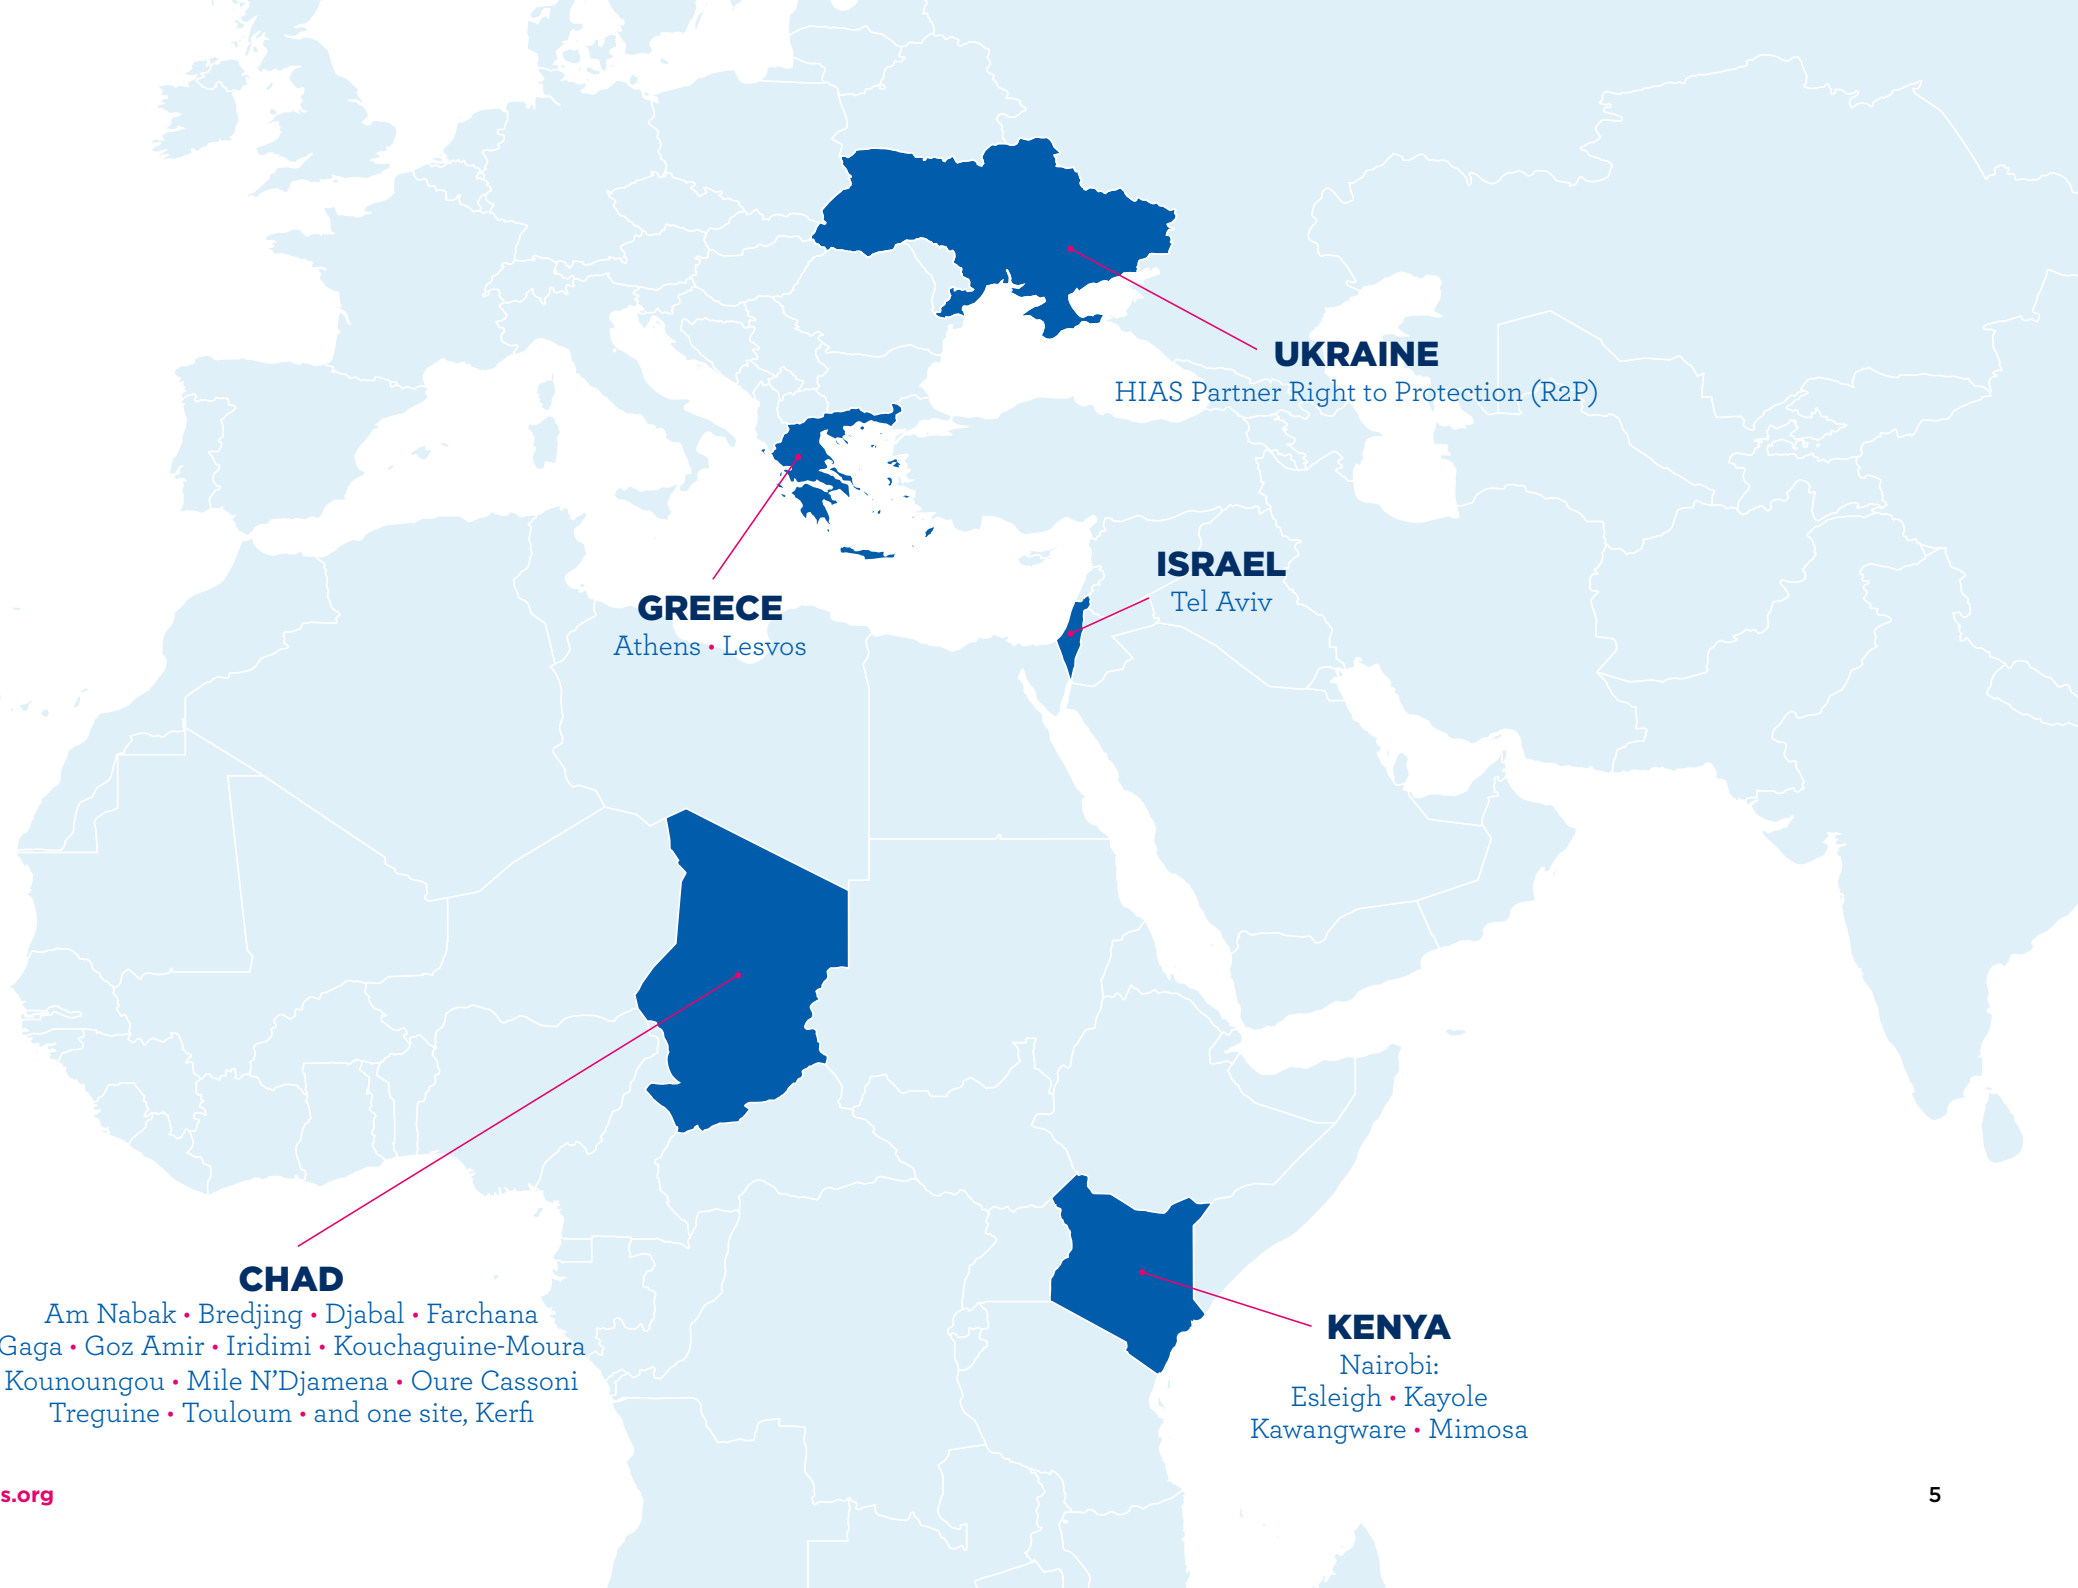 UKRAINE
HIAS Partner Right to Protection (R2P)
ISRAEL
Tel Aviv
GREECE
Athens • Lesvos
CHAD
Am Nabak • Bredjing • Djabal • Farchana
Gaga • Goz Amir • Iridimi • Kouchaguine-Moura
Kounoungou • Mile N’Djamena • Oure Cassoni
Treguine • Touloum • and one site, Kerfi
KENYA
Nairobi:
Esleigh • Kayole
Kawangware • Mimosa
s.org
5